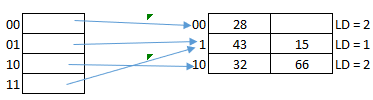 00 00 28 LD = 2
01 1 43 15 LD = 1
10 10 32 66 LD = 2
11